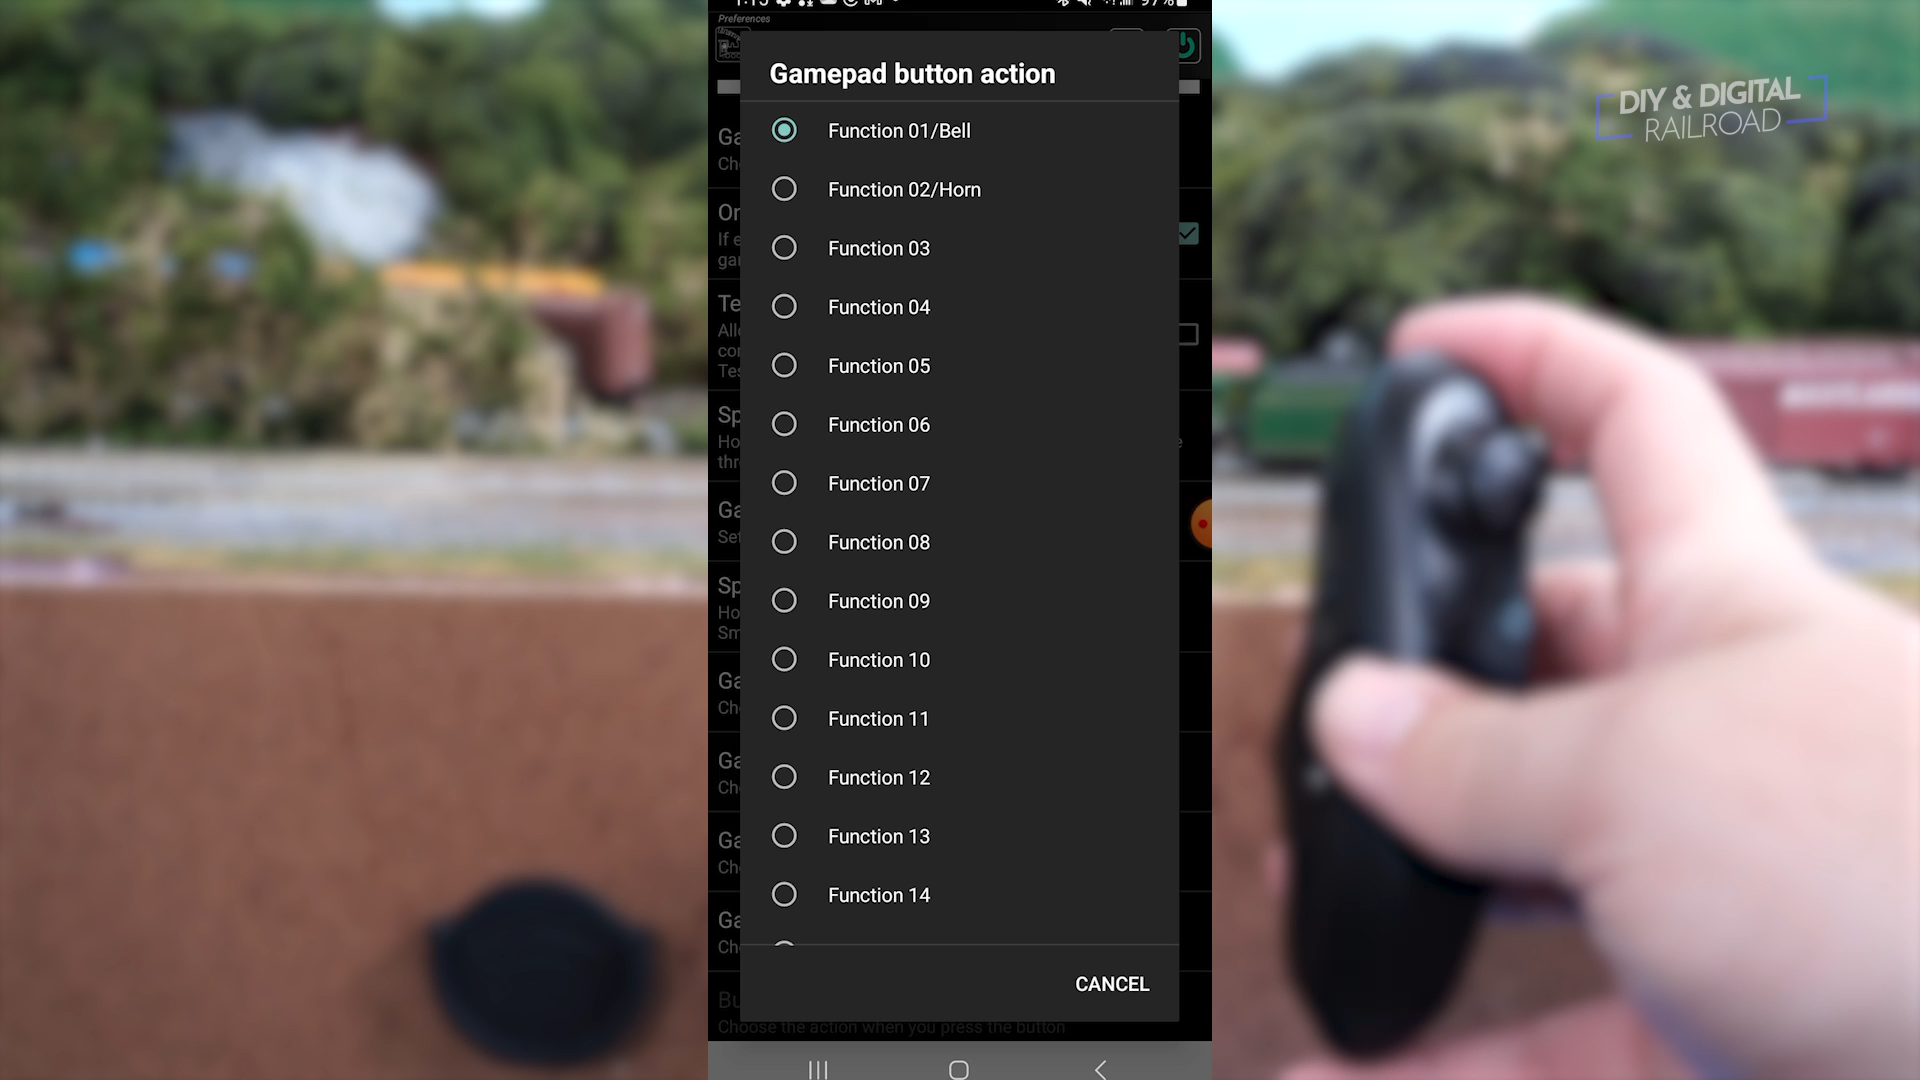 Preferences
97%
Gamepad button action
Function 01/Bell
Function 02/Horn
Function 03
Function 04
Function 05
Function 06
Function 07
Function 08
Function 09
Function 10
Function 11
Function 12
Function 13
Function 14
CANCEL
Choose the action when you press the button
DIY & DIGITAL
RAILROAD